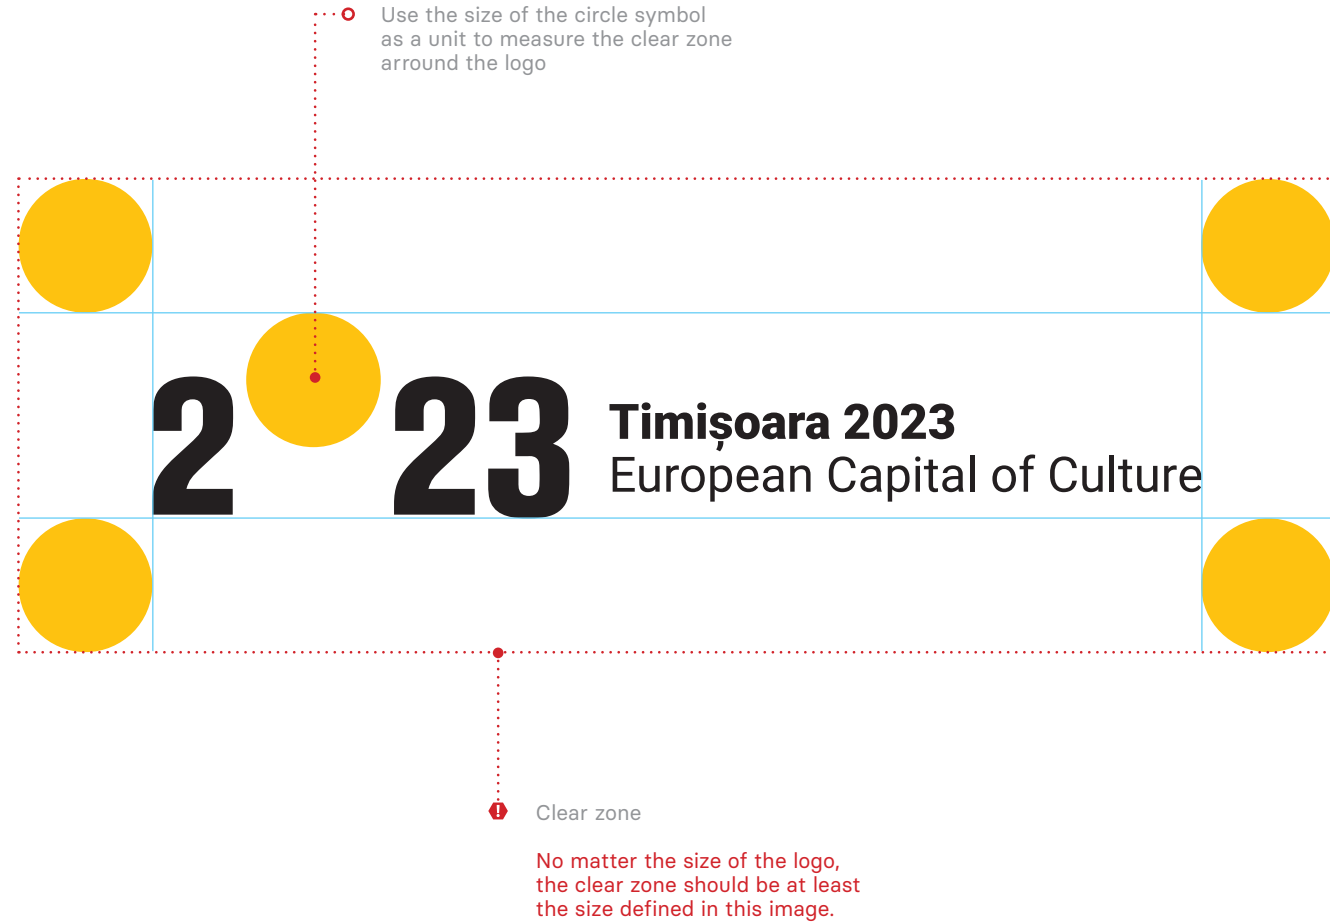 Use the size of the circle symbol
as a unit to measure the clear zone
arround the logo
2 23
Timișoara 2023
European Capital of Culture
!
Clear zone
No matter the size of the logo,
the clear zone should be at least
the size defined in this image.